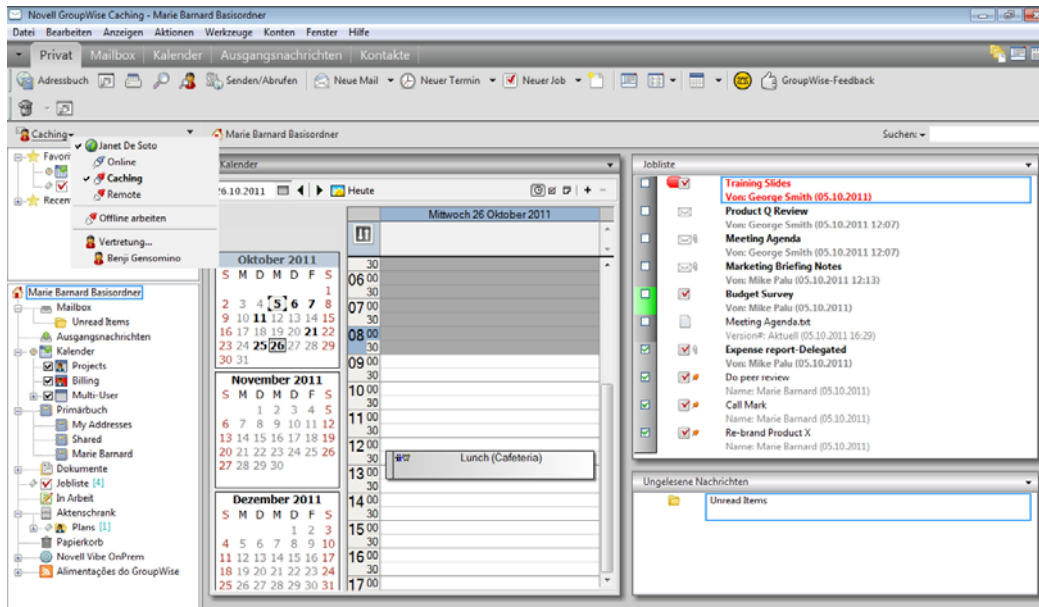 Novell GroupWise Caching - Marie Barnard Basisordner
Datei Bearbeiten Anzeigen Aktionen Werkzeuge Konten Fenster Hilfe
Privat Mailbox Kalender Ausgangsnachrichten Kontakte
Adressbuch Senden/Abrufen Neue Mail Neuer Termin Neuer Job GroupWise-Feedback
Caching Marie Barnard Basisordner Suchen:
Janet De Soto
Online
Caching
Remote
Offline arbeiten
Vertretung...
Benji Gensomino
Favori
Recen
Marie Barnard Basisordner
Mailbox
Unread Items
Ausgangsnachrichten
Kalender
Projects
Billing
Multi-User
Primarbuch
My Addresses
Shared
Marie Barnard
Dokumente
Jobliste [4]
In Arbeit
Aktenschrank
Plans [1]
Papierkorb
Novell Vibe OnPrem
Alimentações do GroupWise
Kalender
26.10.2011 Heute
Mittwoch 26 Oktober 2011
Oktober 2011
S M D M D F S
1
2 3 4 5 6 7 8
9 10 11 12 13 14 15
16 17 18 19 20 21 22
23 24 25 26 27 28 29
30 31
November 2011
S M D M D F S
1 2 3 4 5
6 7 8 9 10 11 12
13 14 15 16 17 18 19
20 21 22 23 24 25 26
27 28 29 30
Dezember 2011
S M D M D F S
1 2 3
4 5 6 7 8 9 10
11 12 13 14 15 16 17
18 19 20 21 22 23 24
25 26 27 28 29 30 31
30
06 00
30
07 00
30
08 00
30
09 00
30
10 00
30
11 00
30
12 00
30
Lunch (Cafeteria)
13 00
30
14 00
30
15 00
30
16 00
30
17 00
Jobliste
Training Slides
Von: George Smith (05.10.2011)
Product Q Review
Von: George Smith (05.10.2011 12:07)
Meeting Agenda
Von: George Smith (05.10.2011 12:07)
Marketing Briefing Notes
Von: Mike Palu (05.10.2011 12:13)
Budget Survey
Von: Mike Palu (05.10.2011)
Meeting Agenda.txt
Version#: Aktuell (05.10.2011 16:29)
Expense report-Delegated
Von: Mike Palu (05.10.2011)
Do peer review
Name: Marie Barnard (05.10.2011)
Call Mark
Name: Marie Barnard (05.10.2011)
Re-brand Product X
Name: Marie Barnard (05.10.2011)
Ungelesene Nachrichten
Unread Items